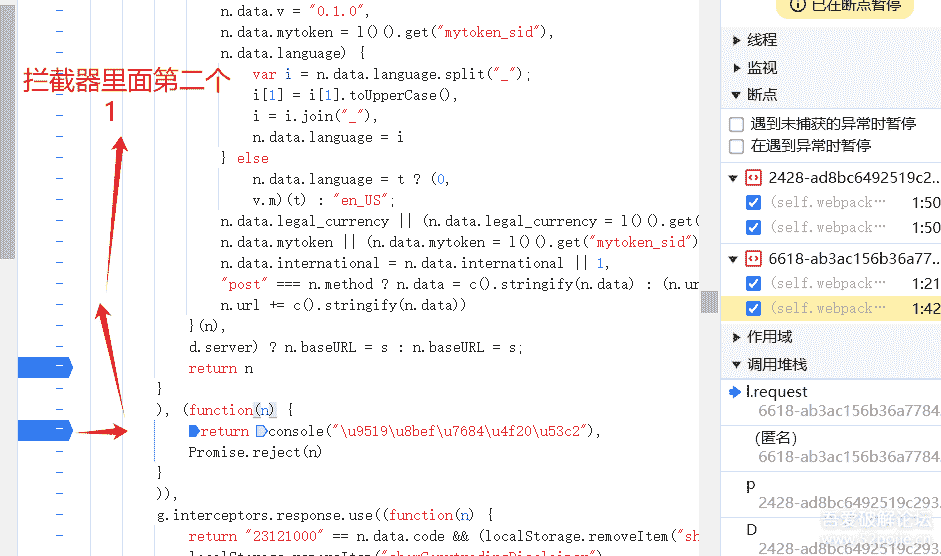 n.data.v = "0.1.0",
n.data.mytoken = l()().get("mytoken_sid"),
n.data.language) {
var i = n.data.language.split("_");
i[1] = i[1].toUpperCase(),
i = i.join("_"),
n.data.language = i
} else
n.data.language = t ? (0,
v.m)(t) : "en_US";
n.data.legal_currency || (n.data.legal_currency = l()().get(
n.data.mytoken || (n.data.mytoken = l()().get("mytoken_sid")
n.data.international = n.data.international || 1,
"post" === n.method ? n.data = c().stringify(n.data) : (n.ur
n.url += c().stringify(n.data))
}(n),
d.server) ? n.baseURL = s : n.baseURL = s;
return n
}
), (function(n) {
return console("\u9519\u8bef\u7684\u4f20\u53c2"),
Promise.reject(n)
}
)),
g.interceptors.response.use((function(n) {
return "23121000" == n.data.code && (localStorage.removeItem("sh
拦截器里面第二个
1
已在断点暂停
线程
监视
断点
遇到未捕获的异常时暂停
在遇到异常时暂停
2428-ad8bc6492519c2…
(self.webpack… 1:50
(self.webpack… 1:50
6618-ab3ac156b36a77…
(self.webpack… 1:21
(self.webpack… 1:42
作用域
调用堆栈
l.request
6618-ab3ac156b36a7784
(匿名)
6618-ab3ac156b36a7784
p
2428-ad8bc6492519c293
D
2428-ad8bc6492519c293
吾爱破解论坛
www.52pojie.cn